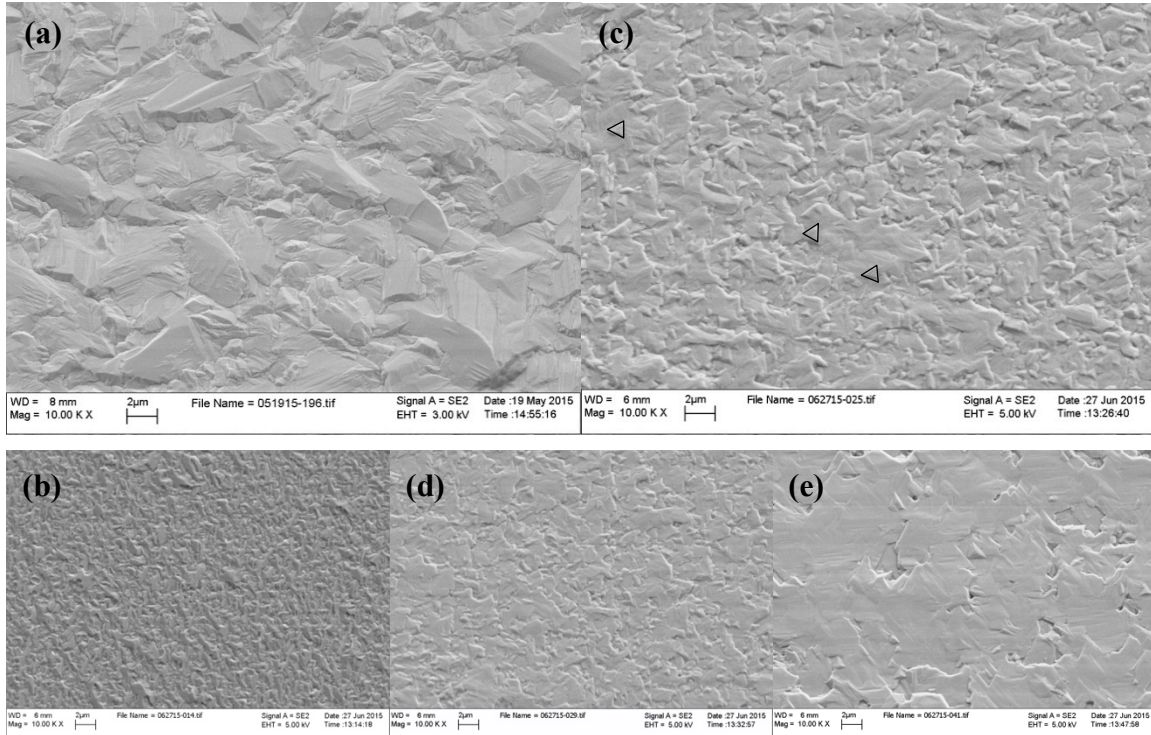 (a)
WD = 8 mm
Mag = 10.00 K X
2µm
File Name = 051915-196.tif
Signal A = SE2
EHT = 3.00 kV
Date :19 May 2015
Time :14:55:16
(c)
WD = 6 mm
Mag = 10.00 K X
2µm
File Name = 062715-025.tif
Signal A = SE2
EHT = 5.00 kV
Date :27 Jun 2015
Time :13:26:40
(b)
WD = 6 mm
Mag = 10.00 K X
2µm
File Name = 062715-014.tif
Signal A = SE2
EHT = 5.00 kV
Date :27 Jun 2015
Time :13:14:18
(d)
WD = 6 mm
Mag = 10.00 K X
2µm
File Name = 062715-029.tif
Signal A = SE2
EHT = 5.00 kV
Date :27 Jun 2015
Time :13:32:57
(e)
WD = 6 mm
Mag = 10.00 K X
2µm
File Name = 062715-041.tif
Signal A = SE2
EHT = 5.00 kV
Date :27 Jun 2015
Time :13:47:58